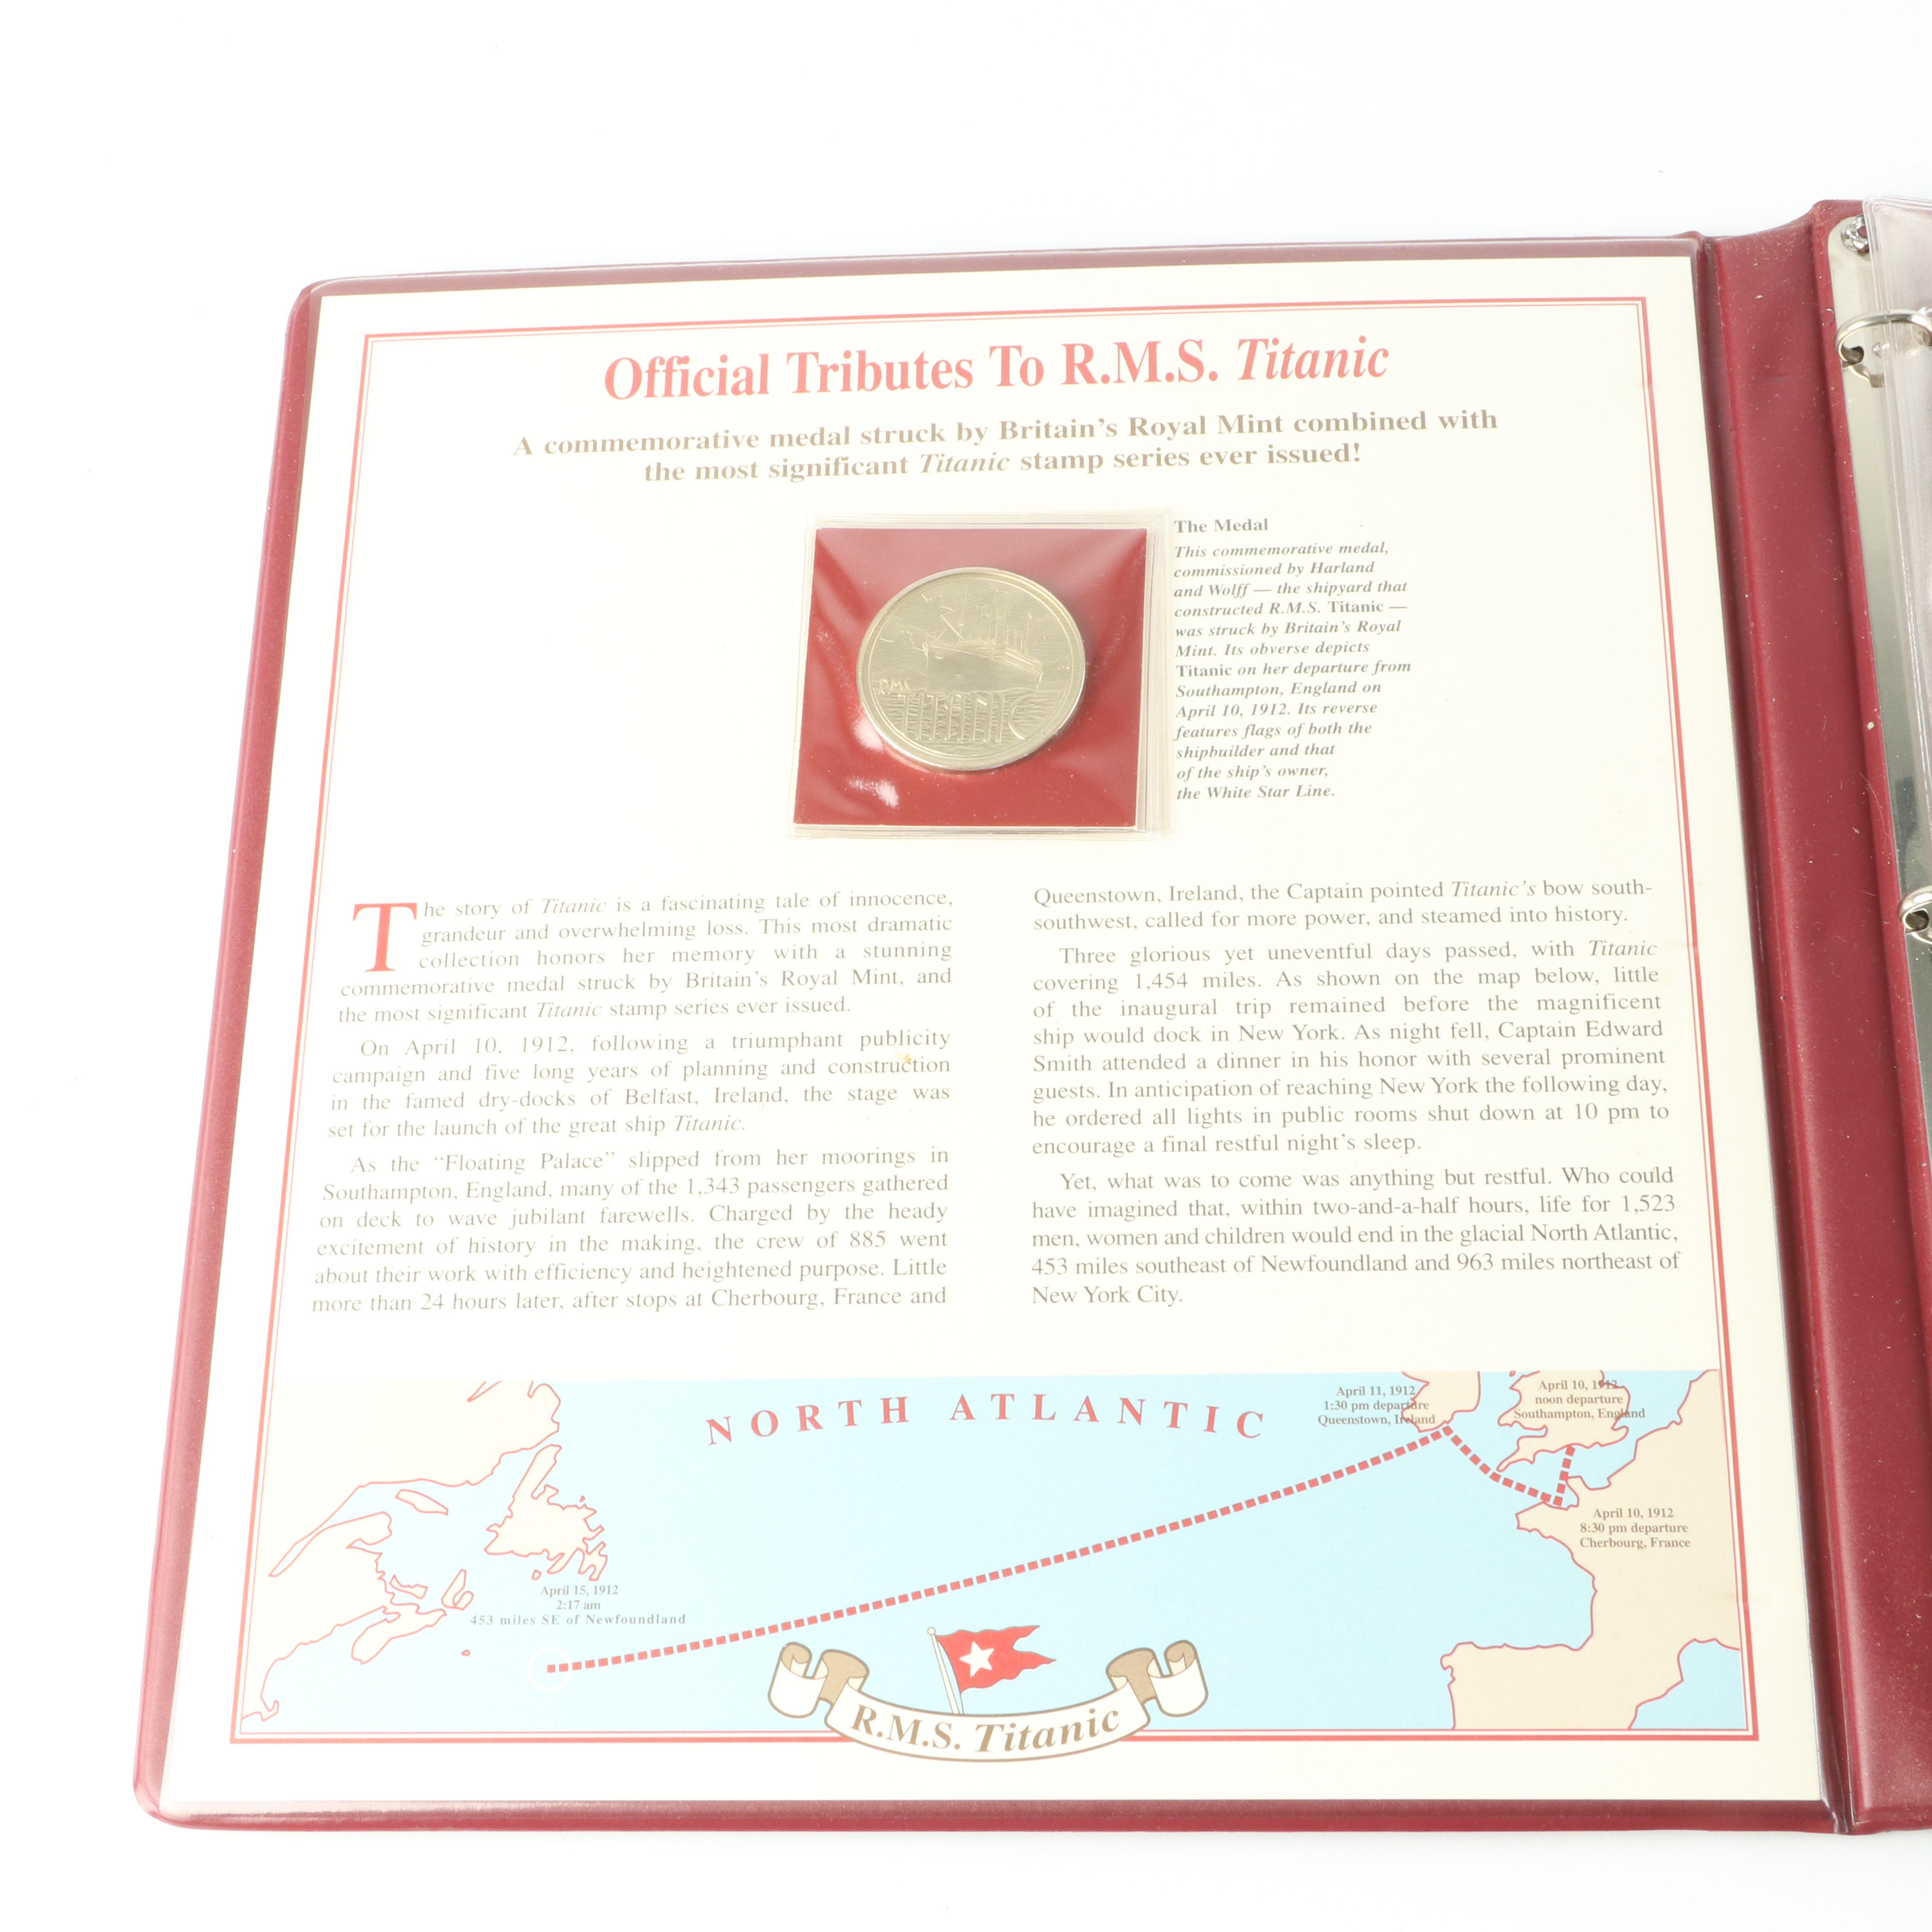 Official Tributes To R.M.S. Titanic
A commemorative medal struck by Britain's Royal Mint combined with
the most significant Titanic stamp series ever issued!
RMS
TITANIC
The Medal
This commemorative medal,
commissioned by Harland
and Wolff — the shipyard that
constructed R.M.S. Titanic —
was struck by Britain's Royal
Mint. Its obverse depicts
Titanic on her departure from
Southampton, England on
April 10, 1912. Its reverse
features flags of both the
shipbuilder and that
of the ship's owner,
the White Star Line.
The story of Titanic is a fascinating tale of innocence,
grandeur and overwhelming loss. This most dramatic
collection honors her memory with a stunning
commemorative medal struck by Britain's Royal Mint, and
the most significant Titanic stamp series ever issued.
On April 10, 1912, following a triumphant publicity
campaign and five long years of planning and construction
in the famed dry-docks of Belfast, Ireland, the stage was
set for the launch of the great ship Titanic.
As the "Floating Palace" slipped from her moorings in
Southampton, England, many of the 1,343 passengers gathered
on deck to wave jubilant farewells. Charged by the heady
excitement of history in the making, the crew of 885 went
about their work with efficiency and heightened purpose. Little
more than 24 hours later, after stops at Cherbourg, France and
Queenstown, Ireland, the Captain pointed Titanic's bow south-
southwest, called for more power, and steamed into history.
Three glorious yet uneventful days passed, with Titanic
covering 1,454 miles. As shown on the map below, little
of the inaugural trip remained before the magnificent
ship would dock in New York. As night fell, Captain Edward
Smith attended a dinner in his honor with several prominent
guests. In anticipation of reaching New York the following day,
he ordered all lights in public rooms shut down at 10 pm to
encourage a final restful night's sleep.
Yet, what was to come was anything but restful. Who could
have imagined that, within two-and-a-half hours, life for 1,523
men, women and children would end in the glacial North Atlantic,
453 miles southeast of Newfoundland and 963 miles northeast of
New York City.
NORTH ATLANTIC
April 11, 1912
1:30 pm departure
Queenstown, Ireland
April 10, 1912
noon departure
Southampton, England
April 10, 1912
8:30 pm departure
Cherbourg, France
April 15, 1912
2:17 am
453 miles SE of Newfoundland
R.M.S. Titanic